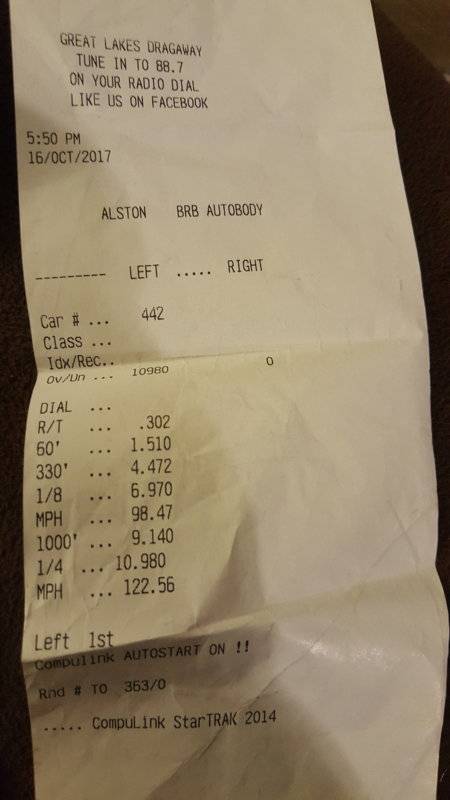 GREAT LAKES DRAGAWAY
TUNE IN TO 88.7
ON YOUR RADIO DIAL
LIKE US ON FACEBOOK
5:50 PM
16/OCT/2017
ALSTON BRB AUTOBODY
--------- LEFT ..... RIGHT
Car # ... 442
Class ...
Idx/Rec.. 0
Ov/Un ... 10980
DIAL ...
R/T ... .302
60' ... 1.510
330' ... 4.472
1/8 ... 6.970
MPH ... 98.47
1000' ... 9.140
1/4 ... 10.980
MPH ... 122.56
Left 1st
Compulink AUTOSTART ON !!
Rnd # TO 363/0
..... CompuLink StarTRAK 2014